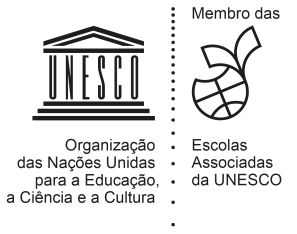 UNESCO
Organização
das Nações Unidas
para a Educação,
a Ciência e a Cultura
Membro das
Escolas
Associadas
da UNESCO